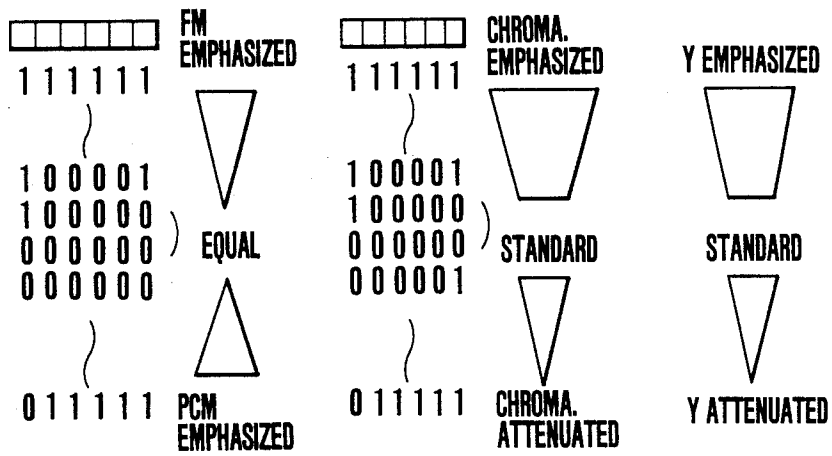 FM
EMPHASIZED
111111
100001
100000
000000
000000
EQUAL
011111
PCM
EMPHASIZED
CHROMA.
EMPHASIZED
111111
100001
100000
000000
000001
STANDARD
011111
CHROMA.
ATTENUATED
Y EMPHASIZED
STANDARD
Y ATTENUATED